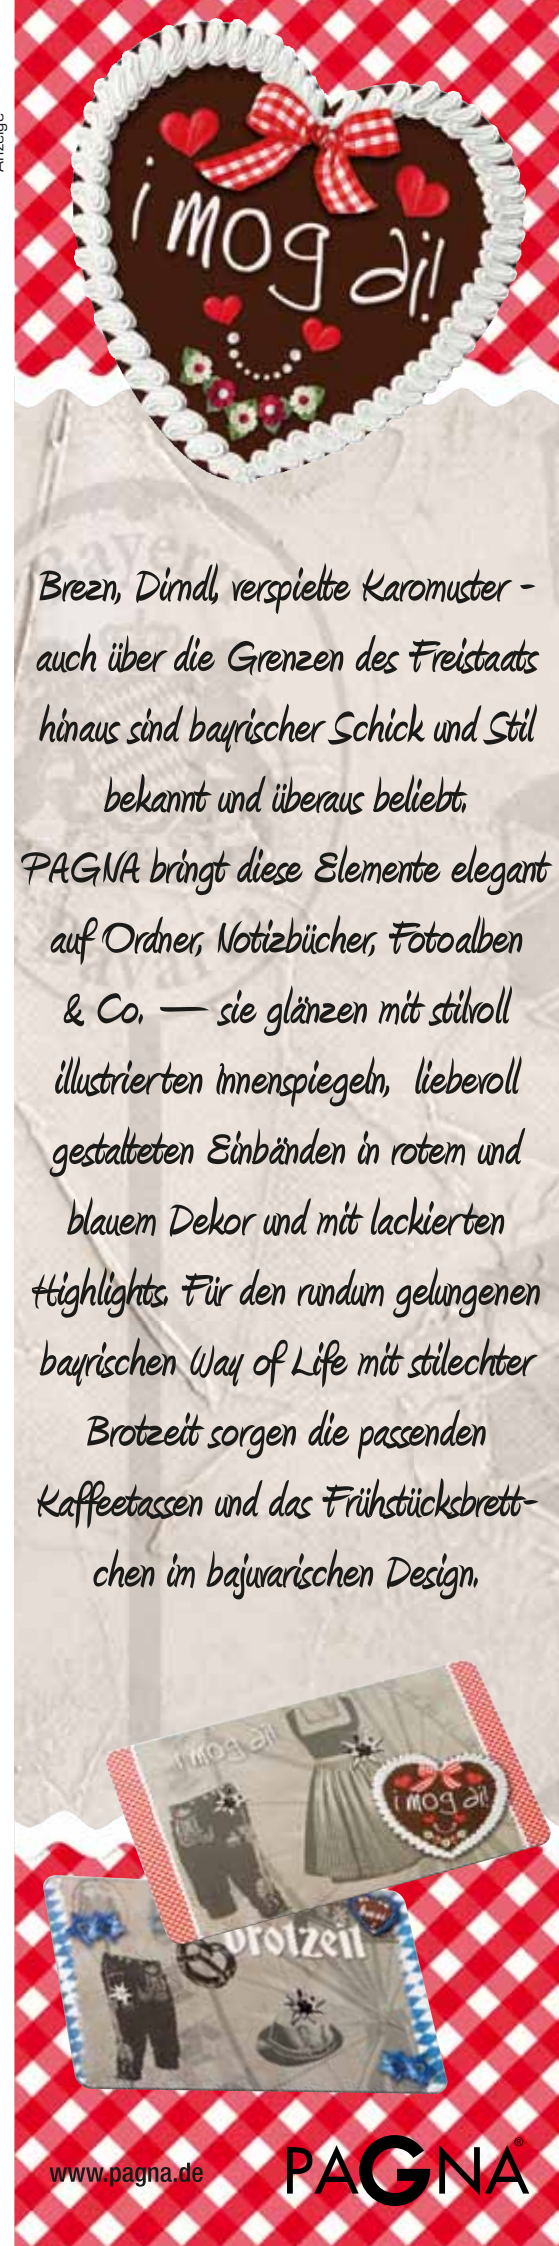 Anzeige
i mog di!
Brezn, Dirndl, verspielte Karomuster -
auch über die Grenzen des Freistaats
hinaus sind bayrischer Schick und Stil
bekannt und überaus beliebt.
PAGNA bringt diese Elemente elegant
auf Ordner, Notizbücher, Fotoalben
& Co. — sie glänzen mit stilvoll
illustrierten Innenspiegeln, liebevoll
gestalteten Einbänden in rotem und
blauem Dekor und mit lackierten
Highlights. Für den rundum gelungenen
bayrischen Way of Life mit stilechter
Brotzeit sorgen die passenden
Kaffeetassen und das Frühstücksbrett-
chen im bajuvarischen Design.
i mog di!
i mog di!
Brotzeit
www.pagna.de
PAGNA®